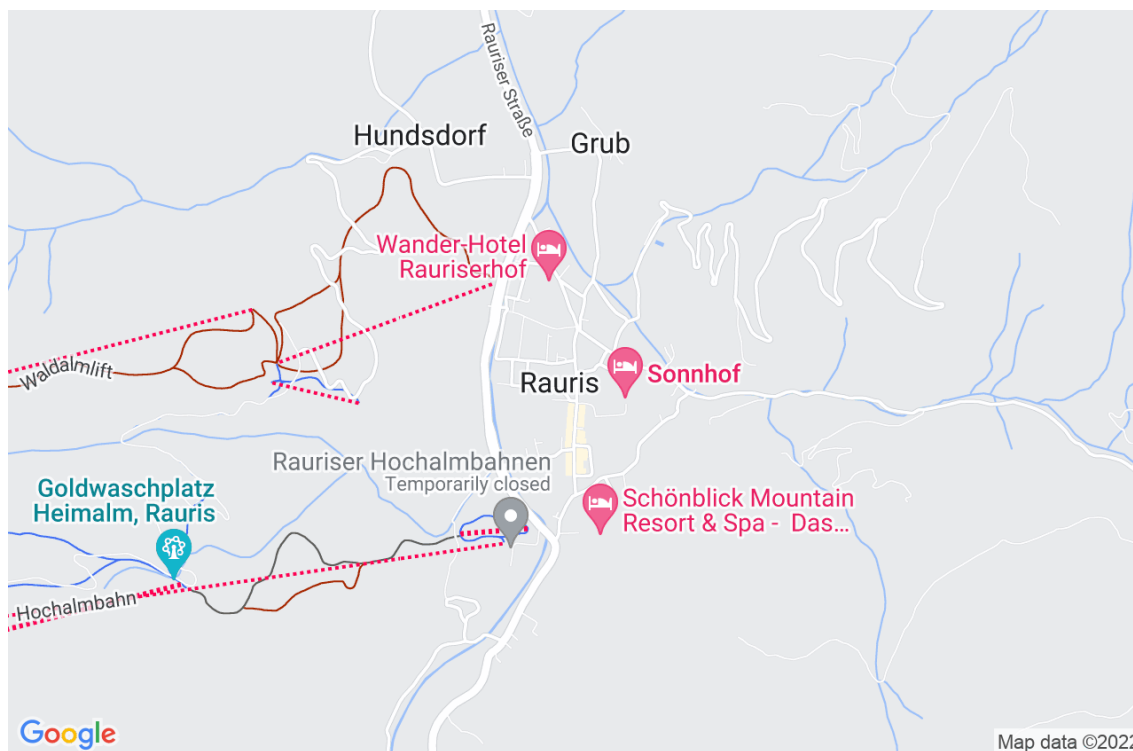 Rauriser Straße
Hundsdorf
Grub
Wander-Hotel
Rauriserhof
Waldalmlift
Rauris
Sonnhof
Rauriser Hochalmbahnen
Temporarily closed
Goldwaschplatz
Heimalm, Rauris
Schönblick Mountain
Resort & Spa - Das...
Hochalmbahn
Google
Map data ©2022